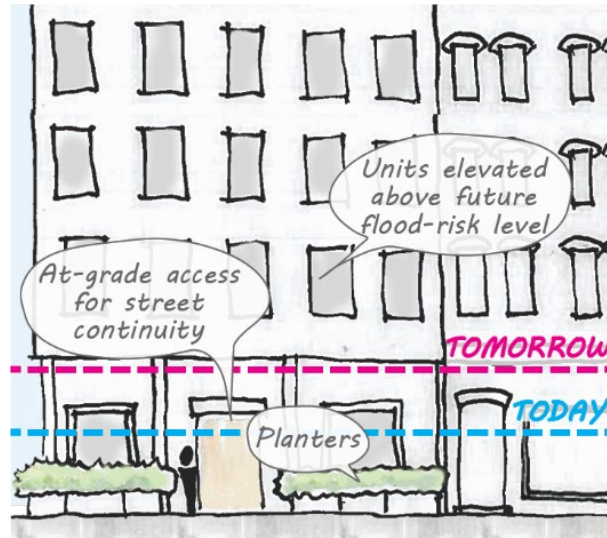 Units elevated
above future
flood-risk level
At-grade access
for street
continuity
TOMORROW
TODAY
Planters